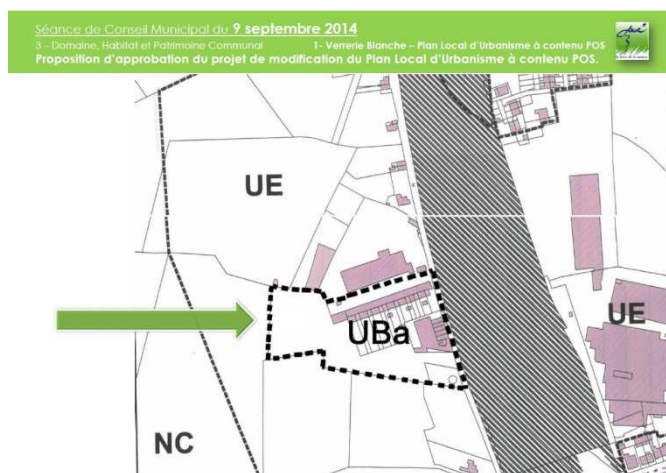 Séance de Conseil Municipal du 9 septembre 2014
3 – Domaine, Habitat et Patrimoine Communal 1- Verrerie Blanche – Plan Local d'Urbanisme à contenu POS
Proposition d'approbation du projet de modification du Plan Local d'Urbanisme à contenu POS.
UE
UBa
UE
NC